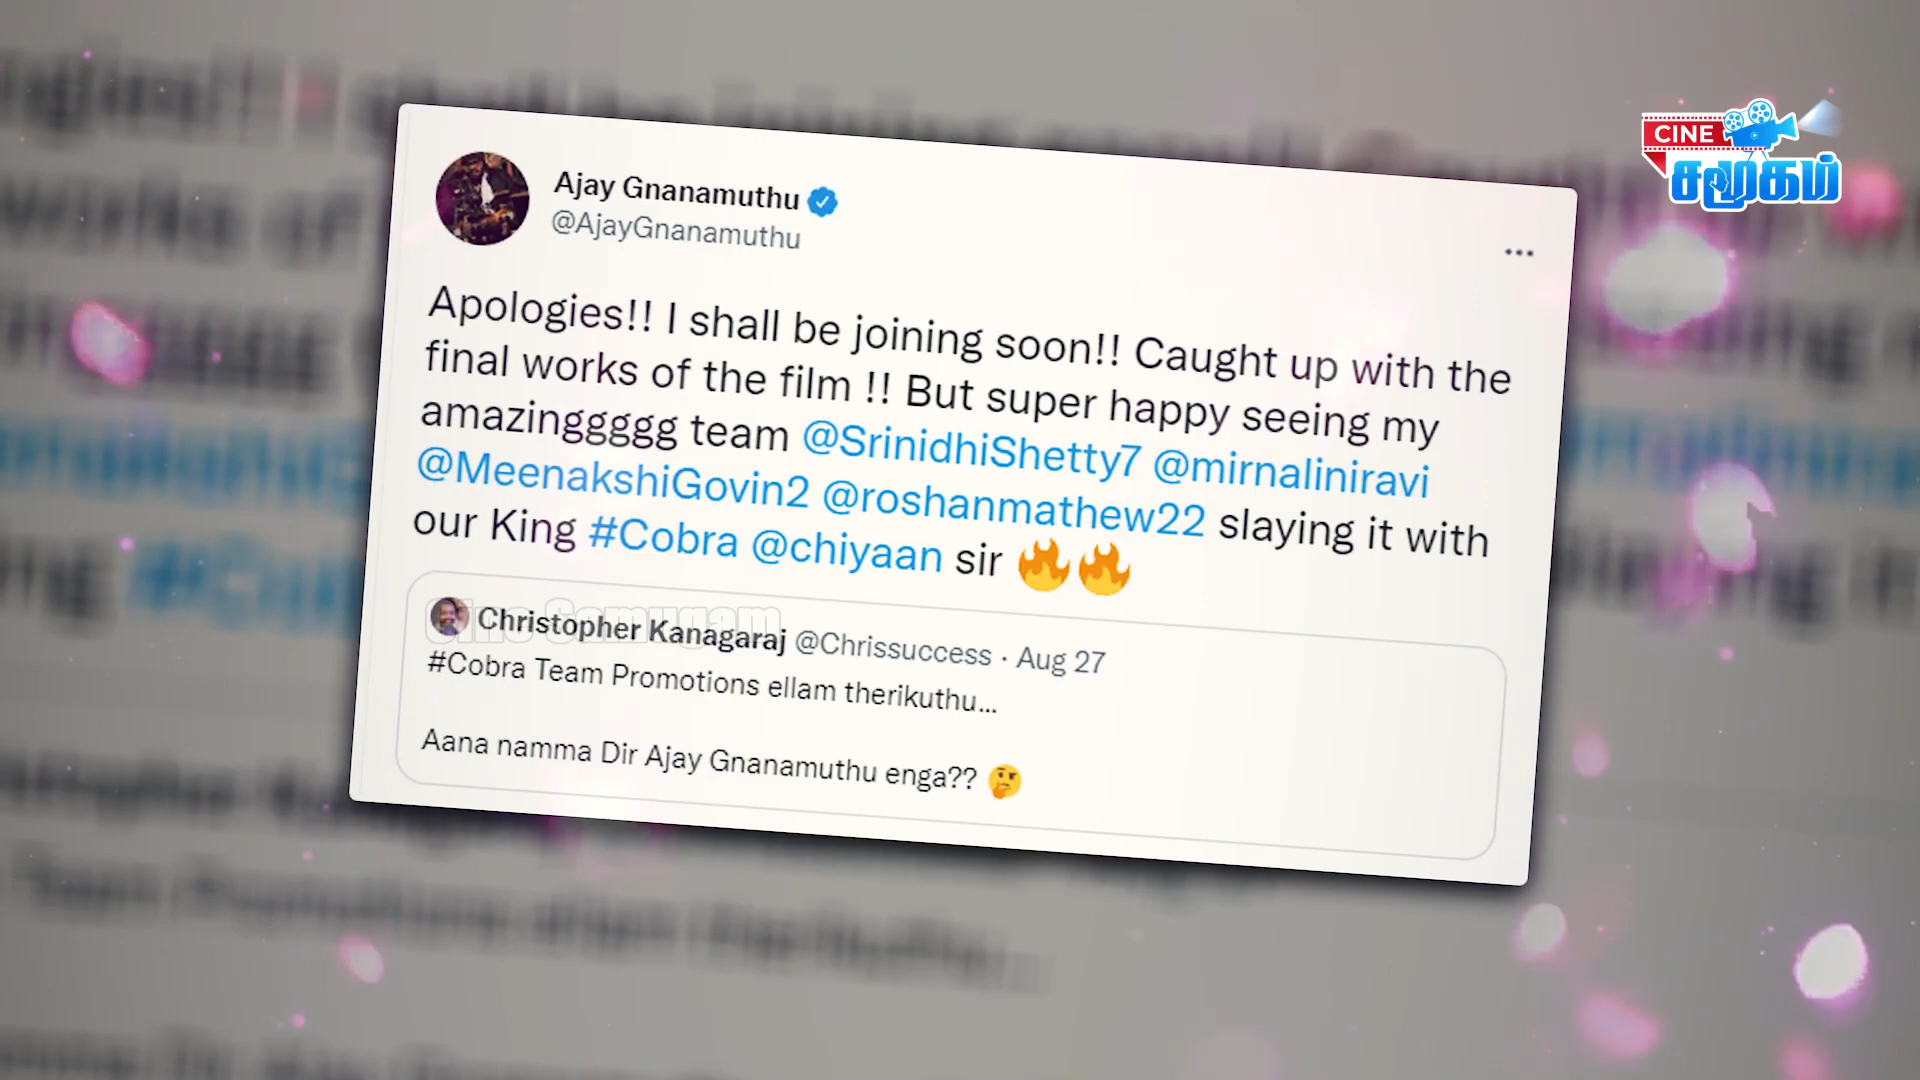 CINE
சமூகம்
Ajay Gnanamuthu
@AjayGnanamuthu
Apologies!! I shall be joining soon!! Caught up with the
final works of the film !! But super happy seeing my
amazinggggg team @SrinidhiShetty7 @mirnaliniravi
@MeenakshiGovin2 @roshanmathew22 slaying it with
our King #Cobra @chiyaan sir 🔥🔥
Cine Samugam
Christopher Kanagaraj @Chrissuccess · Aug 27
#Cobra Team Promotions ellam therikuthu...
Aana namma Dir Ajay Gnanamuthu enga?? 🤔